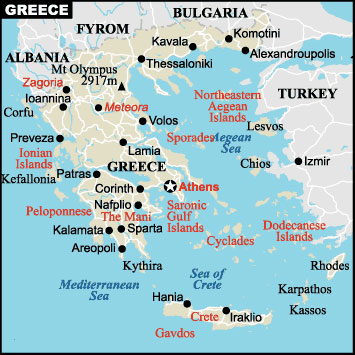 GREECE
BULGARIA
FYROM
Komotini
Kavala
ALBANIA
Alexandroupolis
Thessaloniki
Mt Olympus
2917m
Zagoria
Ioannina
Meteora
Northeastern
Aegean
Islands
TURKEY
Corfu
Volos
Lesvos
Preveza
Sporades
Aegean
Sea
Lamia
Ionian
Islands
GREECE
Chios
Izmir
Kefallonia
Patras
Corinth
Athens
Nafplio
Peloponnese
The Mani
Saronic
Gulf
Islands
Dodecanese
Islands
Kalamata
Sparta
Cyclades
Areopoli
Kythira
Rhodes
Mediterranean
Sea
Sea of
Crete
Karpathos
Hania
Kassos
Crete
Iraklio
Gavdos